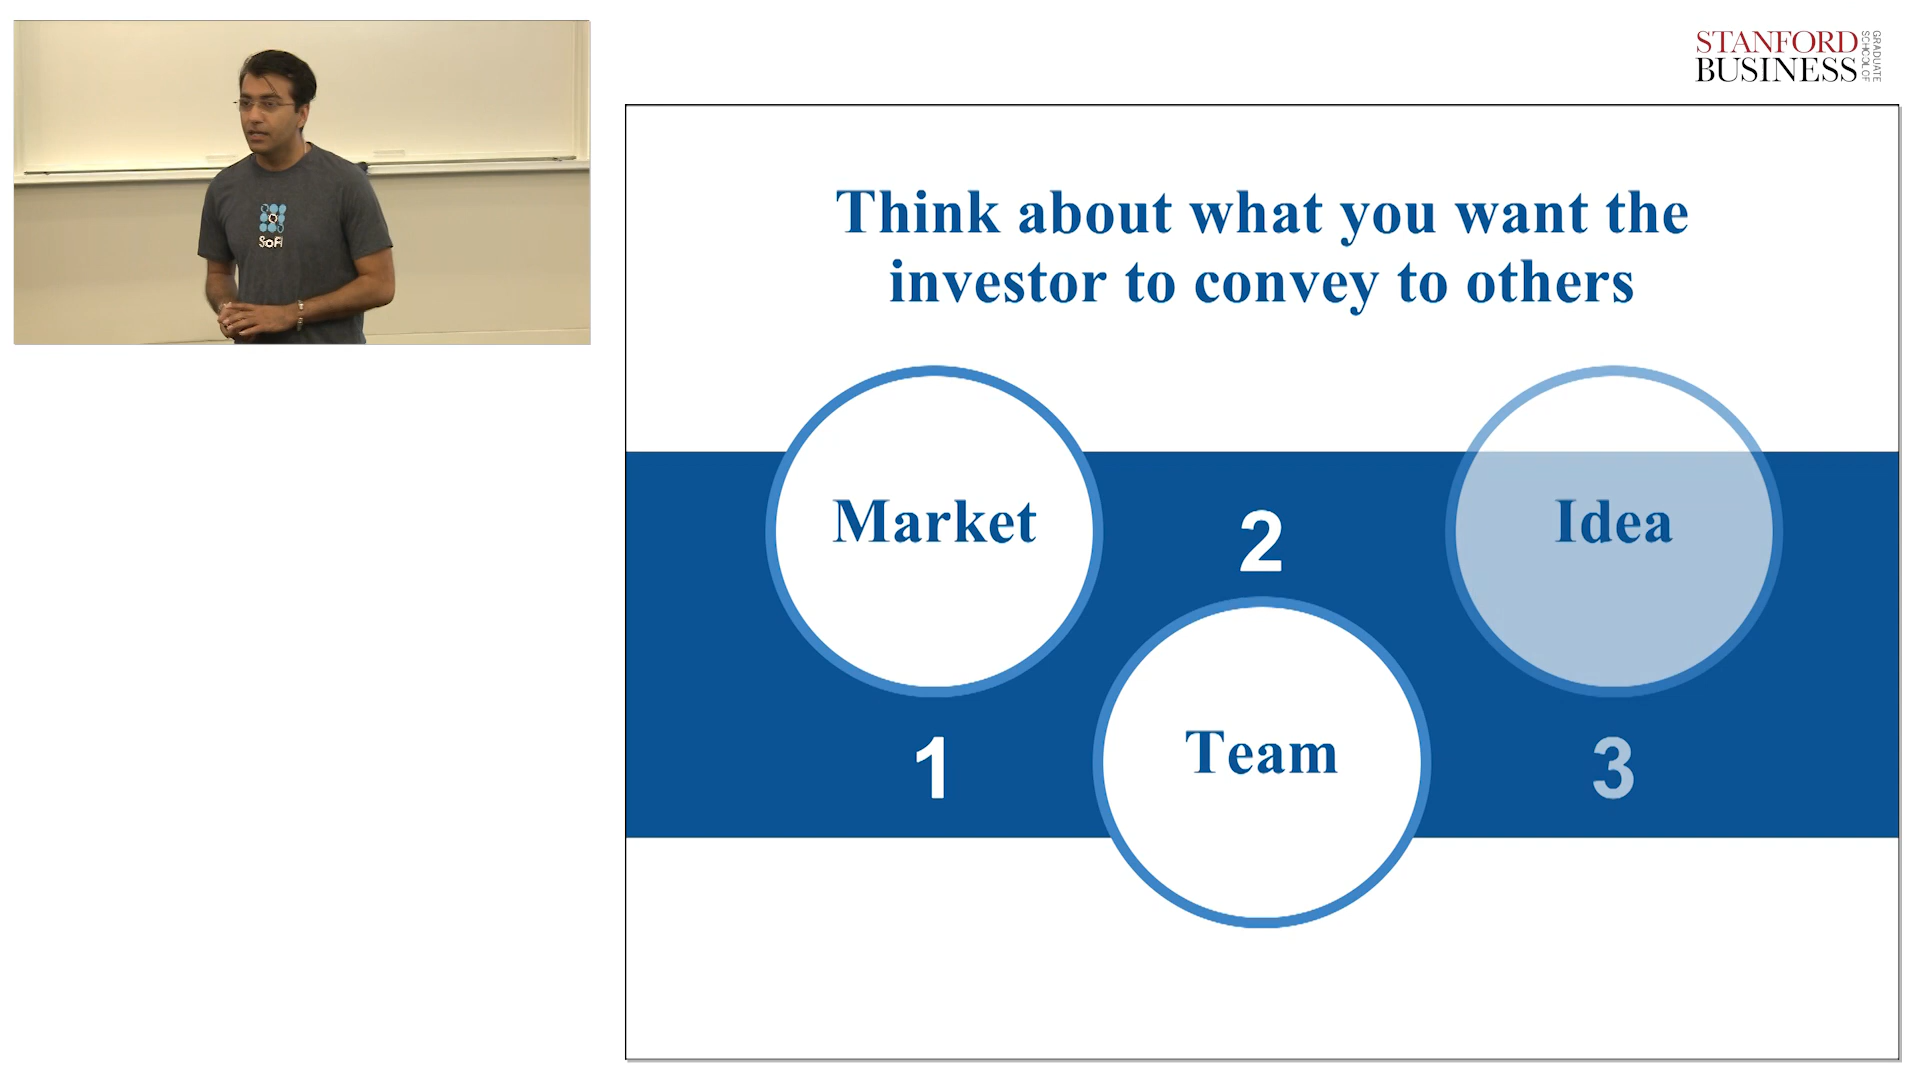 SoFi
STANFORD
BUSINESS
GRADUATE
SCHOOL OF
Think about what you want the
investor to convey to others
Market
2
Idea
1
Team
3